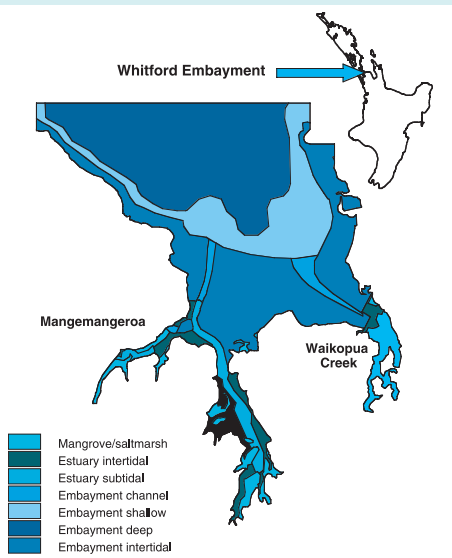 Whitford Embayment
Mangemangeroa
Waikopua
Creek
Mangrove/saltmarsh
Estuary intertidal
Estuary subtidal
Embayment channel
Embayment shallow
Embayment deep
Embayment intertidal